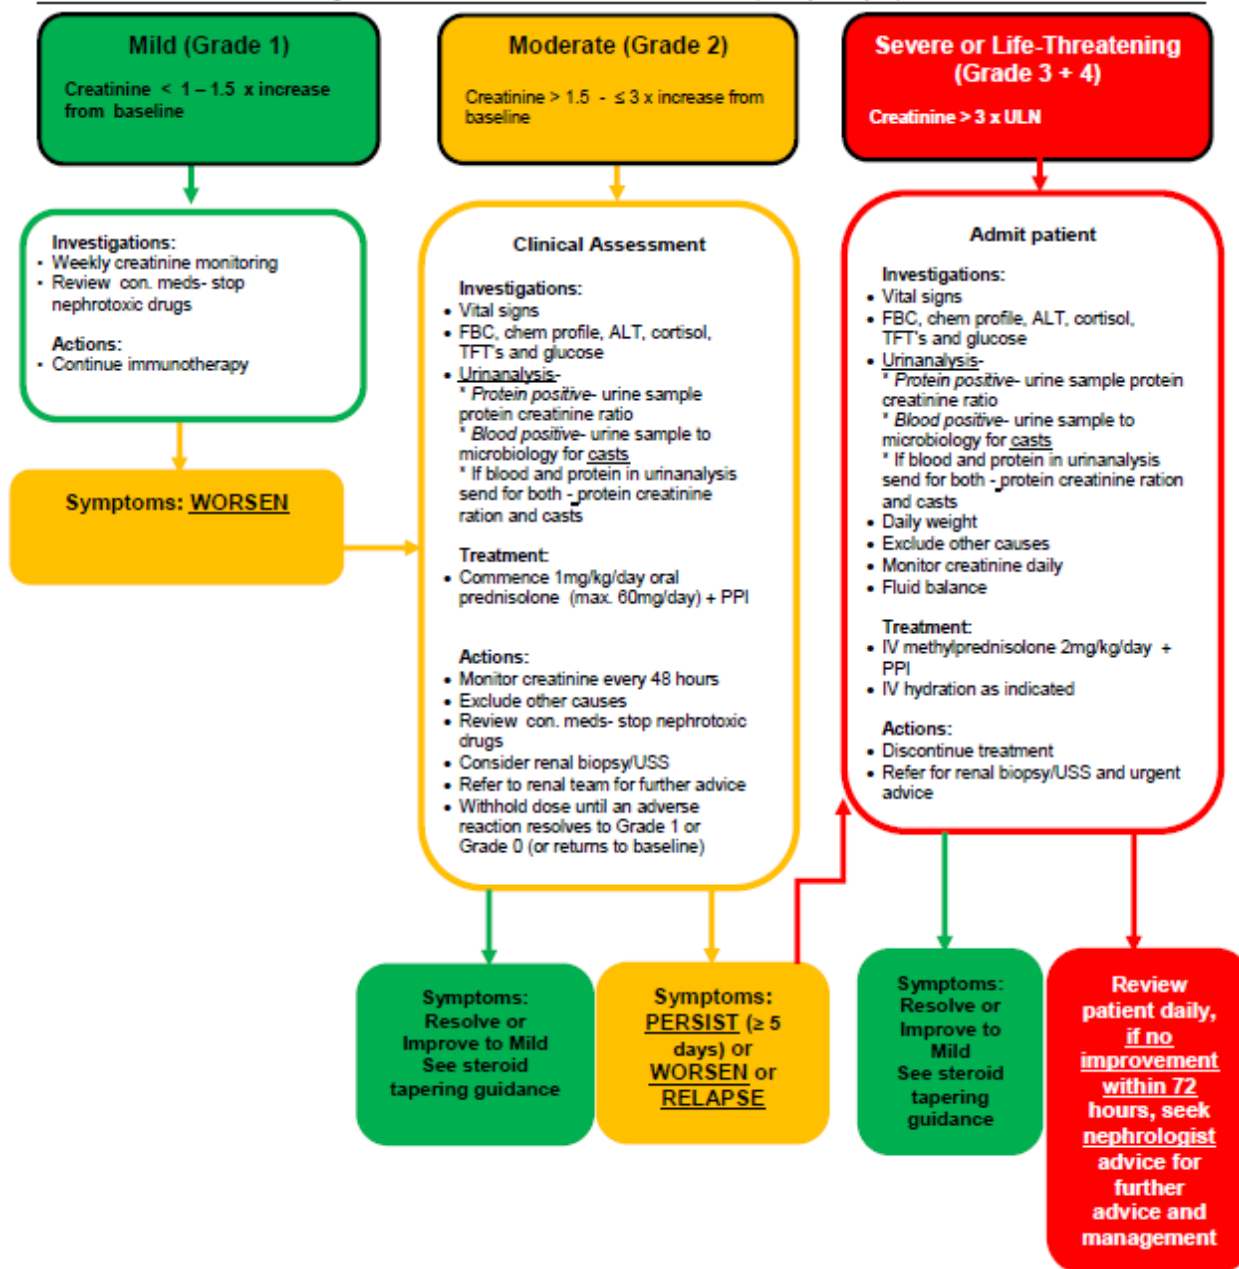 Mild (Grade 1)
Creatinine < 1 – 1.5 x increase
from baseline
Investigations:
• Weekly creatinine monitoring
• Review con. meds- stop
nephrotoxic drugs
Actions:
• Continue immunotherapy
Symptoms: WORSEN
Moderate (Grade 2)
Creatinine > 1.5 - ≤ 3 x increase from
baseline
Clinical Assessment
Investigations:
• Vital signs
• FBC, chem profile, ALT, cortisol,
TFT's and glucose
• Urinanalysis-
* Protein positive- urine sample
protein creatinine ratio
* Blood positive- urine sample to
microbiology for casts
* If blood and protein in urinanalysis
send for both - protein creatinine
ration and casts
Treatment:
• Commence 1mg/kg/day oral
prednisolone (max. 60mg/day) + PPI
Actions:
• Monitor creatinine every 48 hours
• Exclude other causes
• Review con. meds- stop nephrotoxic
drugs
• Consider renal biopsy/USS
• Refer to renal team for further advice
• Withhold dose until an adverse
reaction resolves to Grade 1 or
Grade 0 (or returns to baseline)
Symptoms:
Resolve or
Improve to Mild
See steroid
tapering guidance
Symptoms:
PERSIST (≥ 5
days) or
WORSEN or
RELAPSE
Severe or Life-Threatening
(Grade 3 + 4)
Creatinine > 3 x ULN
Admit patient
Investigations:
• Vital signs
• FBC, chem profile, ALT, cortisol,
TFT's and glucose
• Urinanalysis-
* Protein positive- urine sample protein
creatinine ratio
* Blood positive- urine sample to
microbiology for casts
* If blood and protein in urinanalysis
send for both - protein creatinine ration
and casts
• Daily weight
• Exclude other causes
• Monitor creatinine daily
• Fluid balance
Treatment:
• IV methylprednisolone 2mg/kg/day +
PPI
• IV hydration as indicated
Actions:
• Discontinue treatment
• Refer for renal biopsy/USS and urgent
advice
Symptoms:
Resolve or
Improve to
Mild
See steroid
tapering
guidance
Review
patient daily,
if no
improvement
within 72
hours, seek
nephrologist
advice for
further
advice and
management